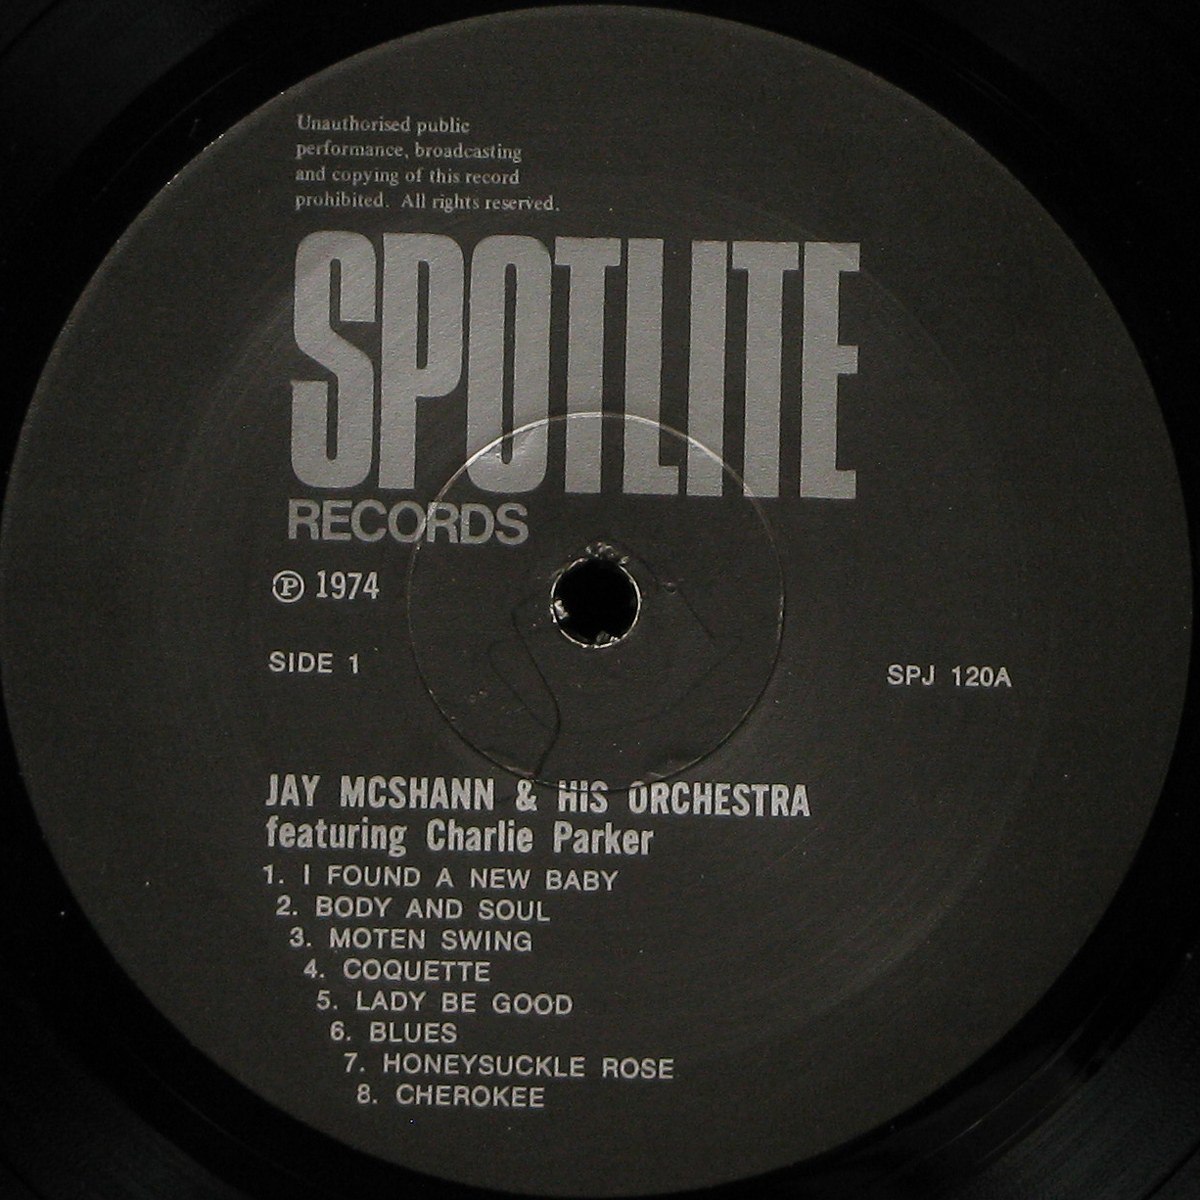 Unauthorised public
performance, broadcasting
and copying of this record
prohibited. All rights reserved.
SPOTLITE
RECORDS
℗ 1974
SIDE 1
SPJ 120A
JAY MCSHANN & HIS ORCHESTRA
featuring Charlie Parker
1. I FOUND A NEW BABY
2. BODY AND SOUL
3. MOTEN SWING
4. COQUETTE
5. LADY BE GOOD
6. BLUES
7. HONEYSUCKLE ROSE
8. CHEROKEE